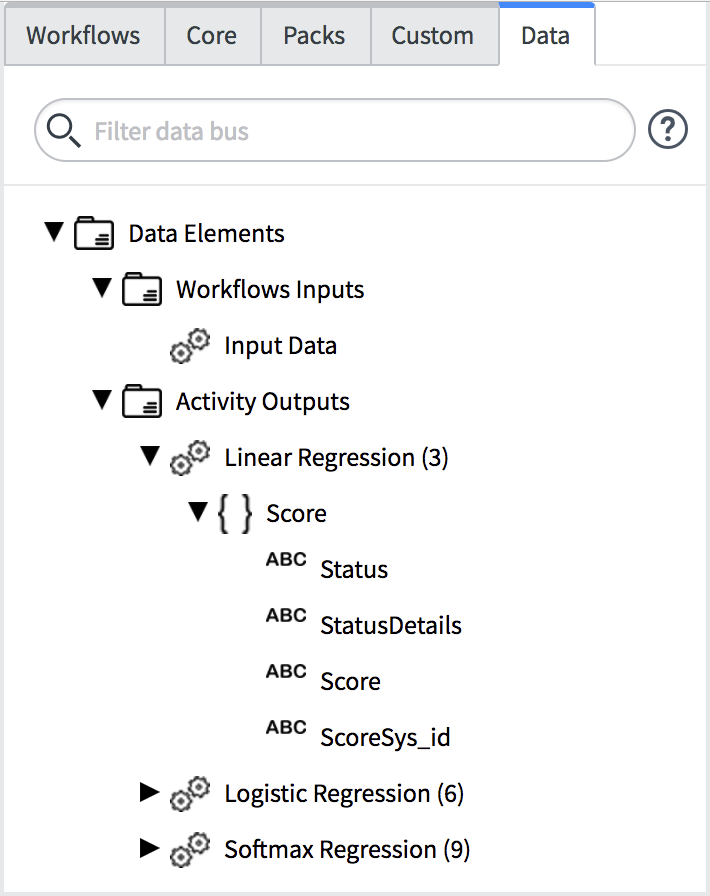 Workflows Core Packs Custom Data
Filter data bus ?
Data Elements
Workflows Inputs
Input Data
Activity Outputs
Linear Regression (3)
{ } Score
ABC Status
ABC StatusDetails
ABC Score
ABC ScoreSys_id
Logistic Regression (6)
Softmax Regression (9)